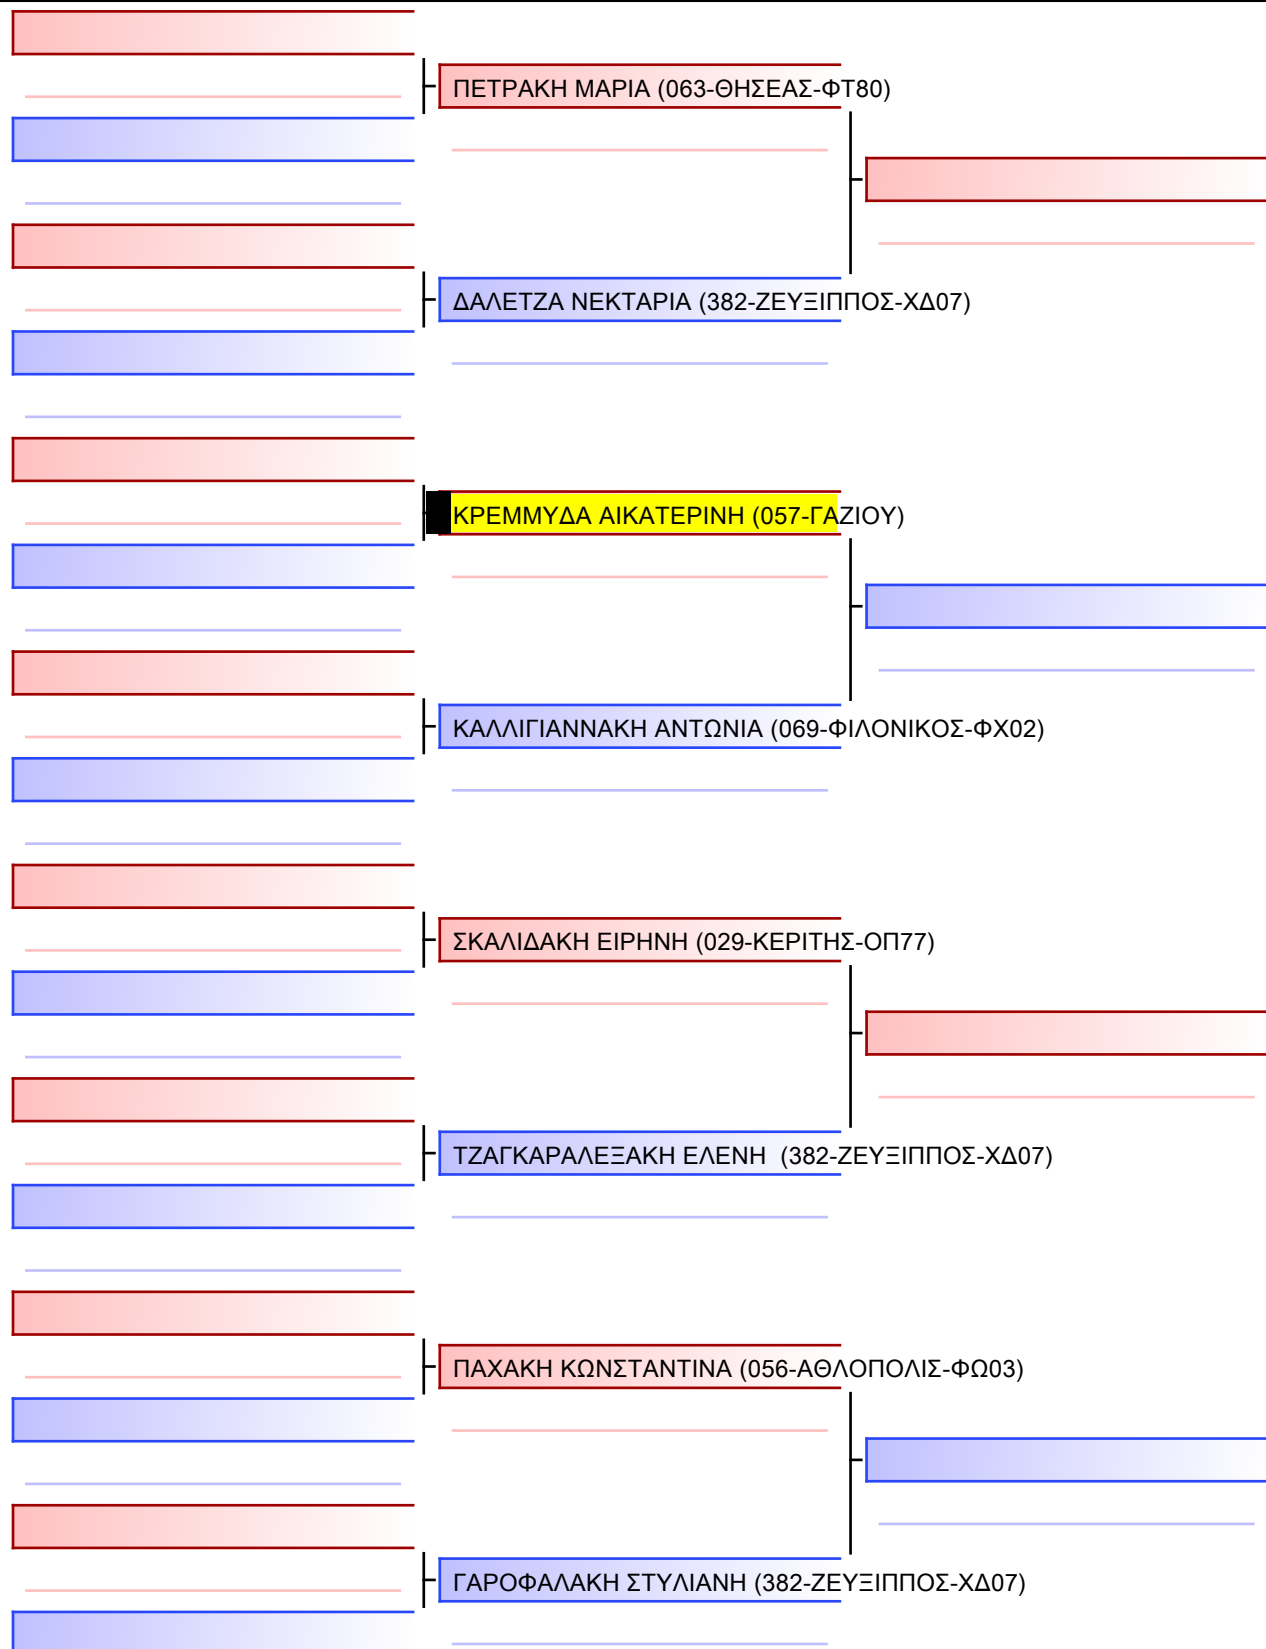 ΠΕΤΡΑΚΗ ΜΑΡΙΑ (063-ΘΗΣΕΑΣ-ΦΤ80)
ΔΑΛΕΤΖΑ ΝΕΚΤΑΡΙΑ (382-ΖΕΥΞΙΠΠΟΣ-ΧΔ07)
ΚΡΕΜΜΥΔΑ ΑΙΚΑΤΕΡΙΝΗ (057-ΓΑΖΙΟΥ)
ΚΑΛΛΙΓΙΑΝΝΑΚΗ ΑΝΤΩΝΙΑ (069-ΦΙΛΟΝΙΚΟΣ-ΦΧ02)
ΣΚΑΛΙΔΑΚΗ ΕΙΡΗΝΗ (029-ΚΕΡΙΤΗΣ-ΟΠ77)
ΤΖΑΓΚΑΡΑΛΕΞΑΚΗ ΕΛΕΝΗ (382-ΖΕΥΞΙΠΠΟΣ-ΧΔ07)
ΠΑΧΑΚΗ ΚΩΝΣΤΑΝΤΙΝΑ (056-ΑΘΛΟΠΟΛΙΣ-ΦΩ03)
ΓΑΡΟΦΑΛΑΚΗ ΣΤΥΛΙΑΝΗ (382-ΖΕΥΞΙΠΠΟΣ-ΧΔ07)